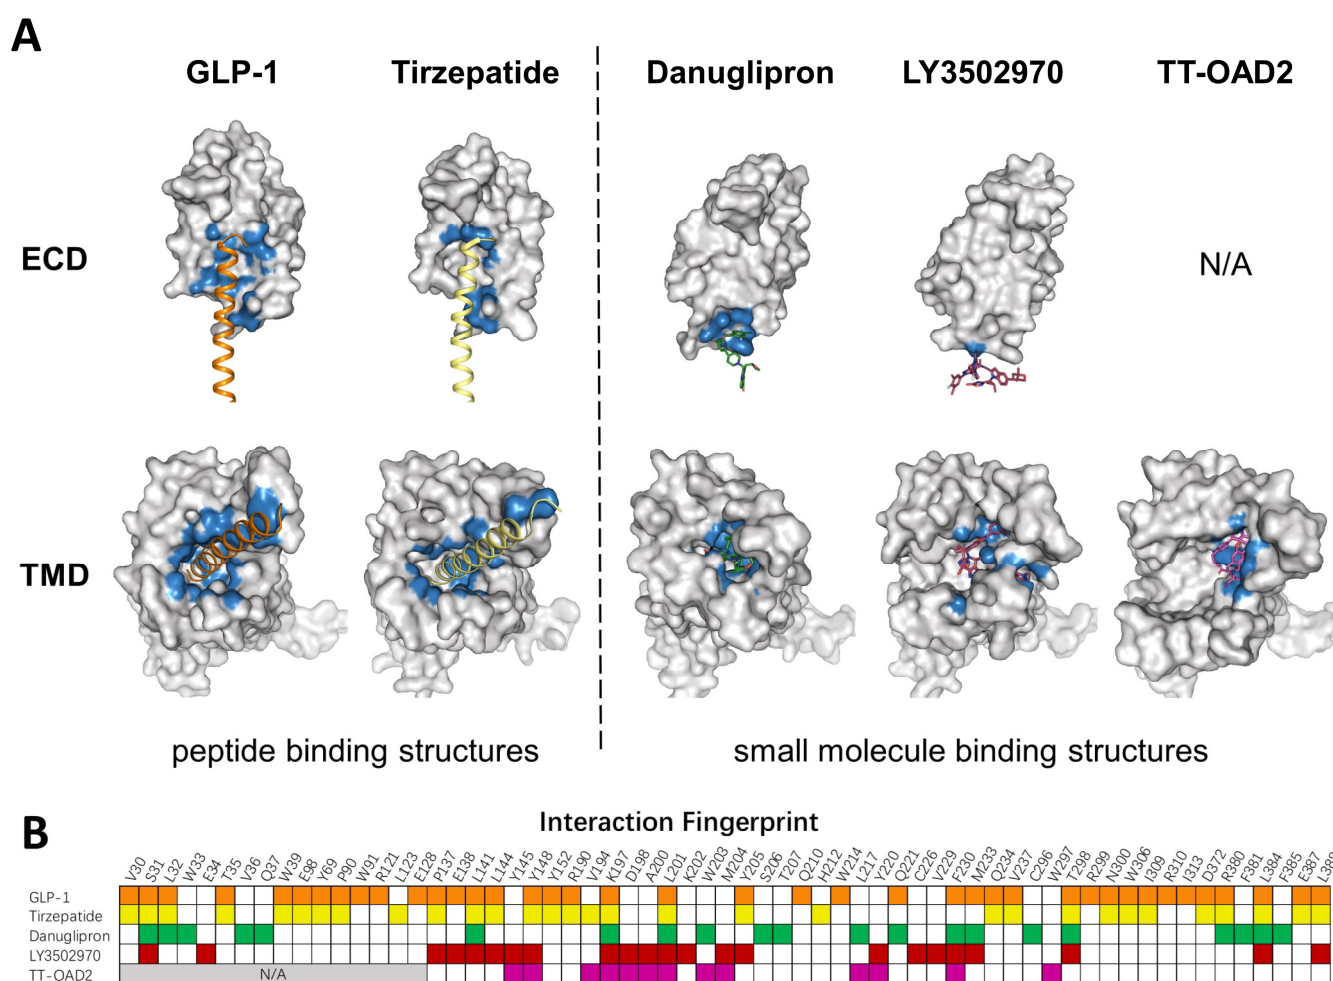 A
GLP-1 Tirzepatide Danuglipron LY3502970 TT-OAD2
ECD
N/A
TMD
peptide binding structures small molecule binding structures
B
Interaction Fingerprint
V30 S31 L32 W33 E34 T35 V36 Q37 W39 E98 Y69 P90 W91 R121 L123 E128 P137 E138 L141 L144 Y145 Y148 Y152 R190 V194 K197 D198 A200 L201 K202 W203 M204 Y205 S206 T207 Q210 H212 W214 L217 Y220 Q221 C226 V229 F230 M233 Q234 V237 C296 W297 T298 R299 N300 W306 I309 R310 I313 D372 R380 F381 L384 F385 E387 L388
GLP-1
Tirzepatide
Danuglipron
LY3502970
TT-OAD2 N/A